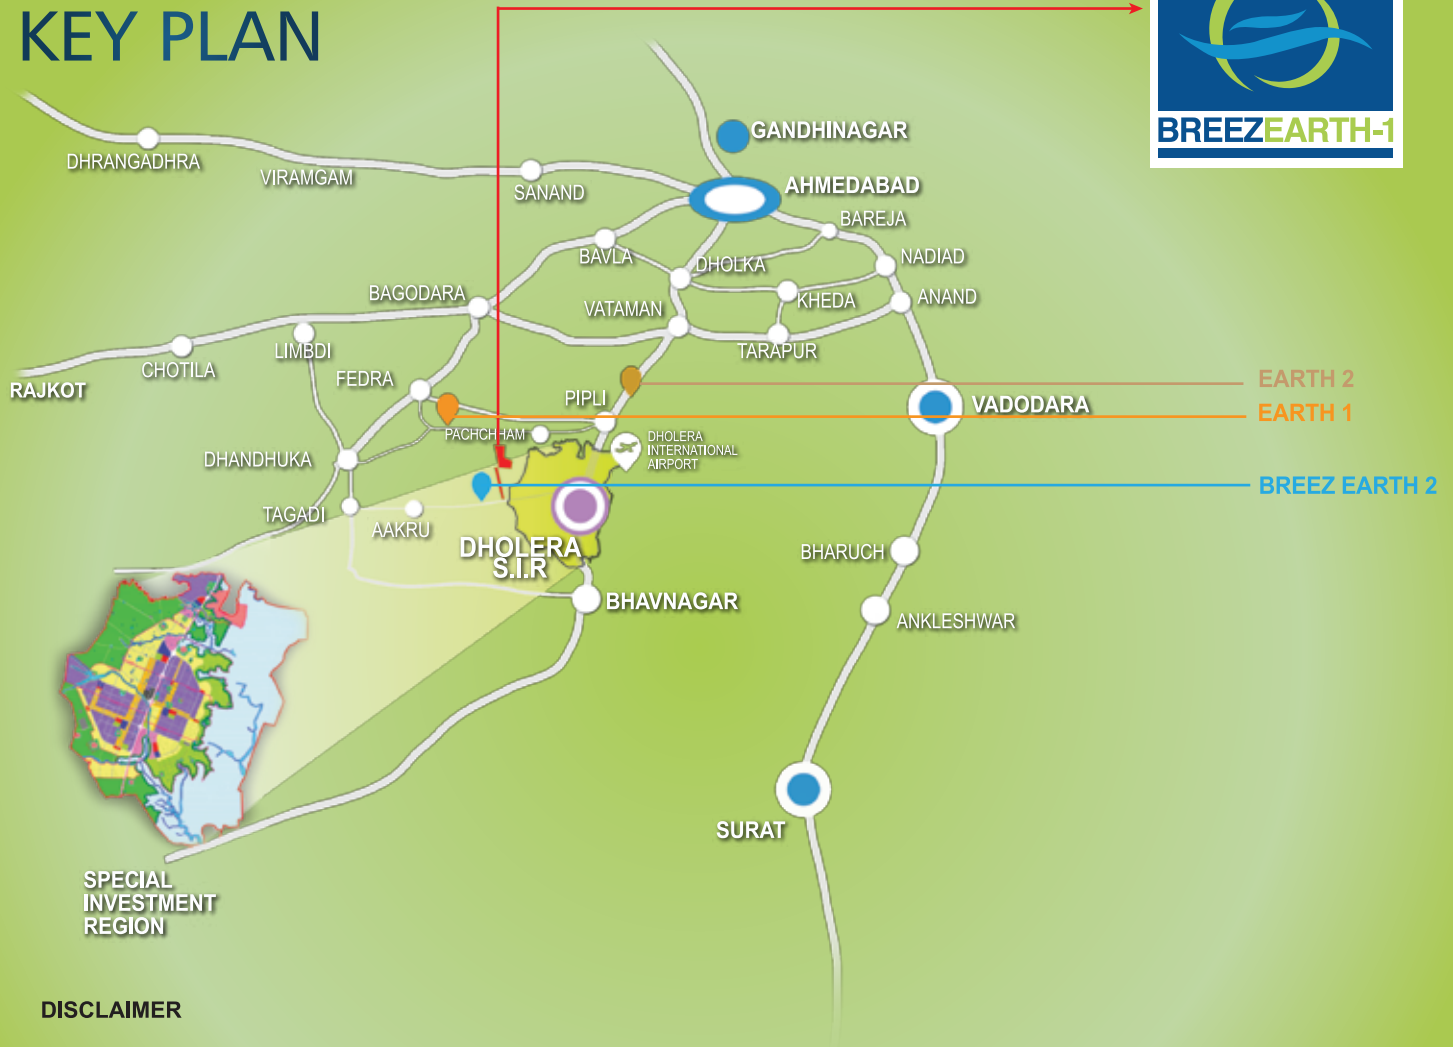 KEY PLAN
BREEZEARTH-1
GANDHINAGAR
DHRANGADHRA
VIRAMGAM
SANAND
AHMEDABAD
BAREJA
BAVLA
DHOLKA
NADIAD
BAGODARA
VATAMAN
KHEDA
ANAND
LIMBDI
TARAPUR
CHOTILA
RAJKOT
FEDRA
PIPLI
EARTH 2
VADODARA
EARTH 1
PACHCHHAM
DHOLERA
INTERNATIONAL
AIRPORT
DHANDHUKA
BREEZ EARTH 2
TAGADI
AAKRU
DHOLERA
S.I.R
BHARUCH
BHAVNAGAR
ANKLESHWAR
SURAT
SPECIAL
INVESTMENT
REGION
DISCLAIMER